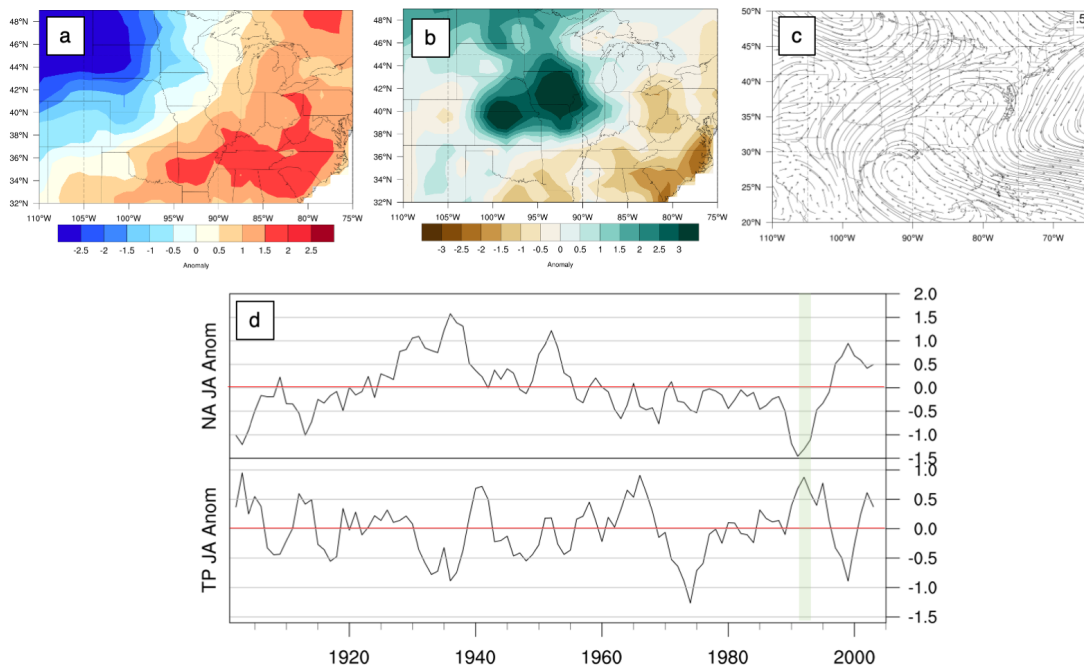 a
48°N
46°N
44°N
42°N
40°N
38°N
36°N
34°N
32°N
110°W 105°W 100°W 95°W 90°W 85°W 80°W 75°W
-2.5 -2 -1.5 -1 -0.5 0 0.5 1 1.5 2 2.5
Anomaly
b
48°N
46°N
44°N
42°N
40°N
38°N
36°N
34°N
32°N
110°W 105°W 100°W 95°W 90°W 85°W 80°W 75°W
-3 -2.5 -2 -1.5 -1 -0.5 0 0.5 1 1.5 2 2.5 3
Anomaly
c
.5
50°N
40°N
30°N
20°N
110°W 100°W 90°W 80°W 70°W
d
NA JA Anom
2.0
1.5
1.0
0.5
0.0
-0.5
-1.0
-1.5
TP JA Anom
1.0
0.5
0.0
-0.5
-1.0
-1.5
1920 1940 1960 1980 2000